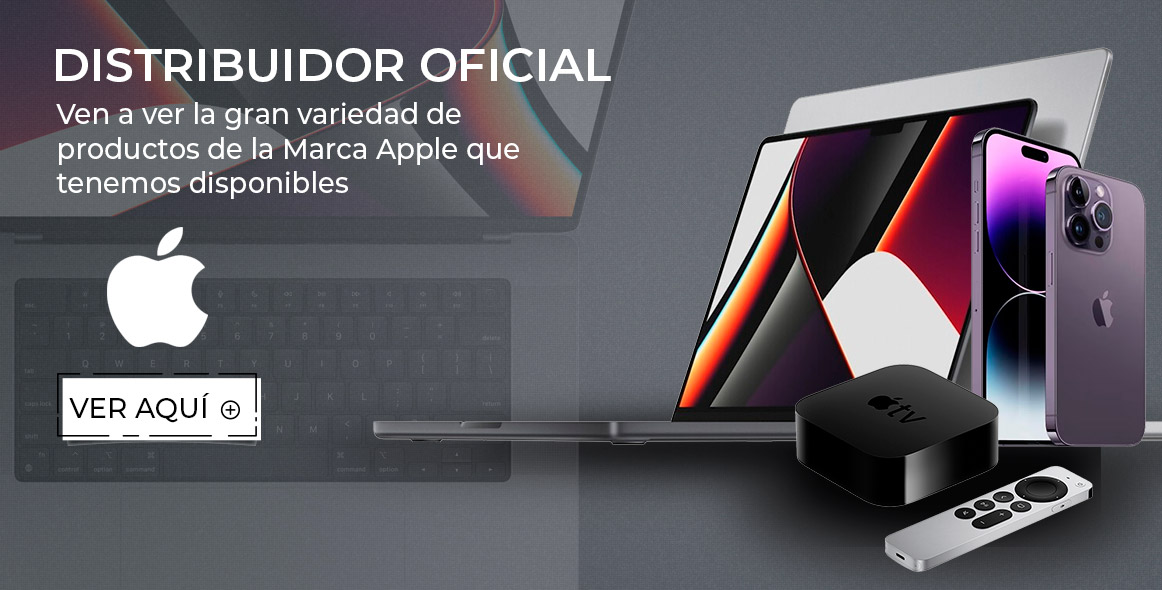 DISTRIBUIDOR OFICIAL
Ven a ver la gran variedad de
productos de la Marca Apple que
tenemos disponibles
VER AQUÍ
tv